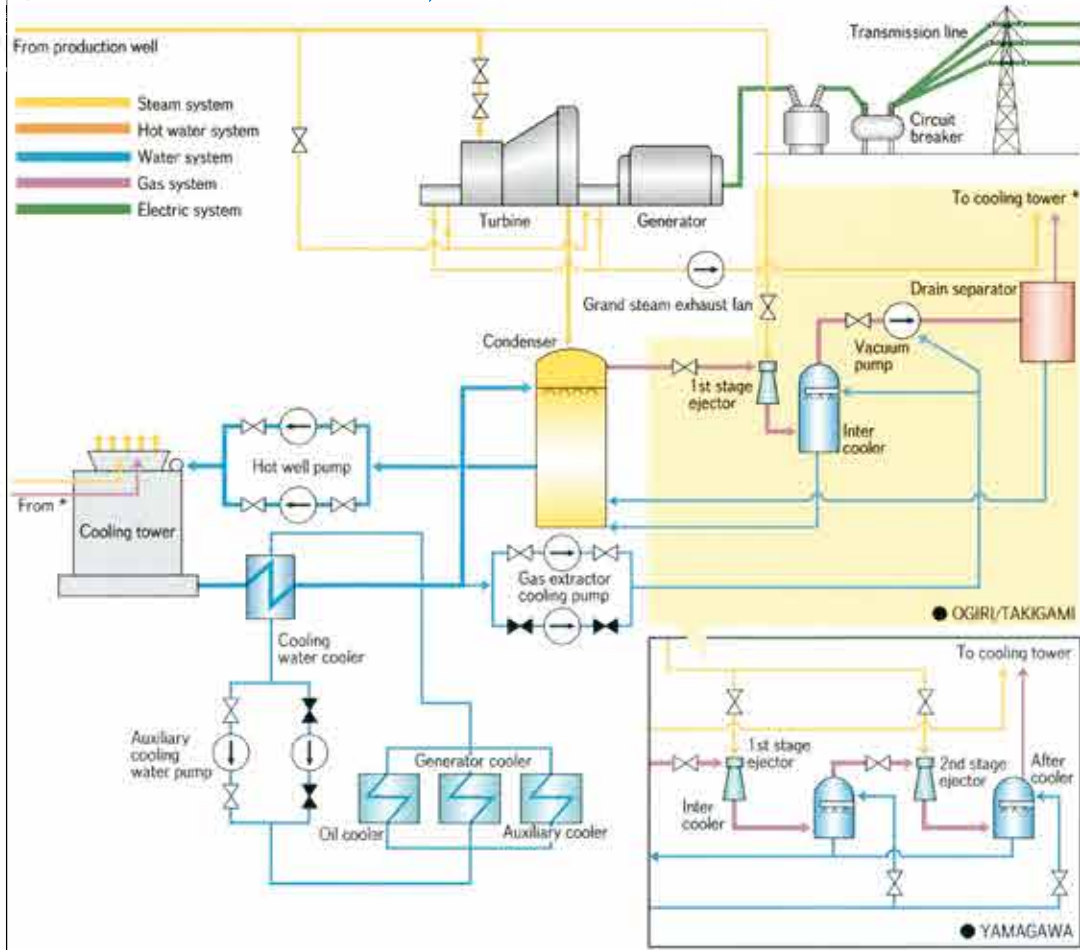 From production well
Steam system
Hot water system
Water system
Gas system
Electric system
Transmission line
Circuit
breaker
Turbine
Generator
To cooling tower *
Grand steam exhaust fan
Drain separator
Condenser
1st stage
ejector
Vacuum
pump
Inter
cooler
Hot well pump
From *
Cooling tower
Gas extractor
cooling pump
● OGIRI/TAKIGAMI
Cooling
water cooler
Auxiliary
cooling
water pump
Generator cooler
Oil cooler
Auxiliary cooler
To cooling tower
1st stage
ejector
2nd stage
ejector
After
cooler
Inter
cooler
● YAMAGAWA